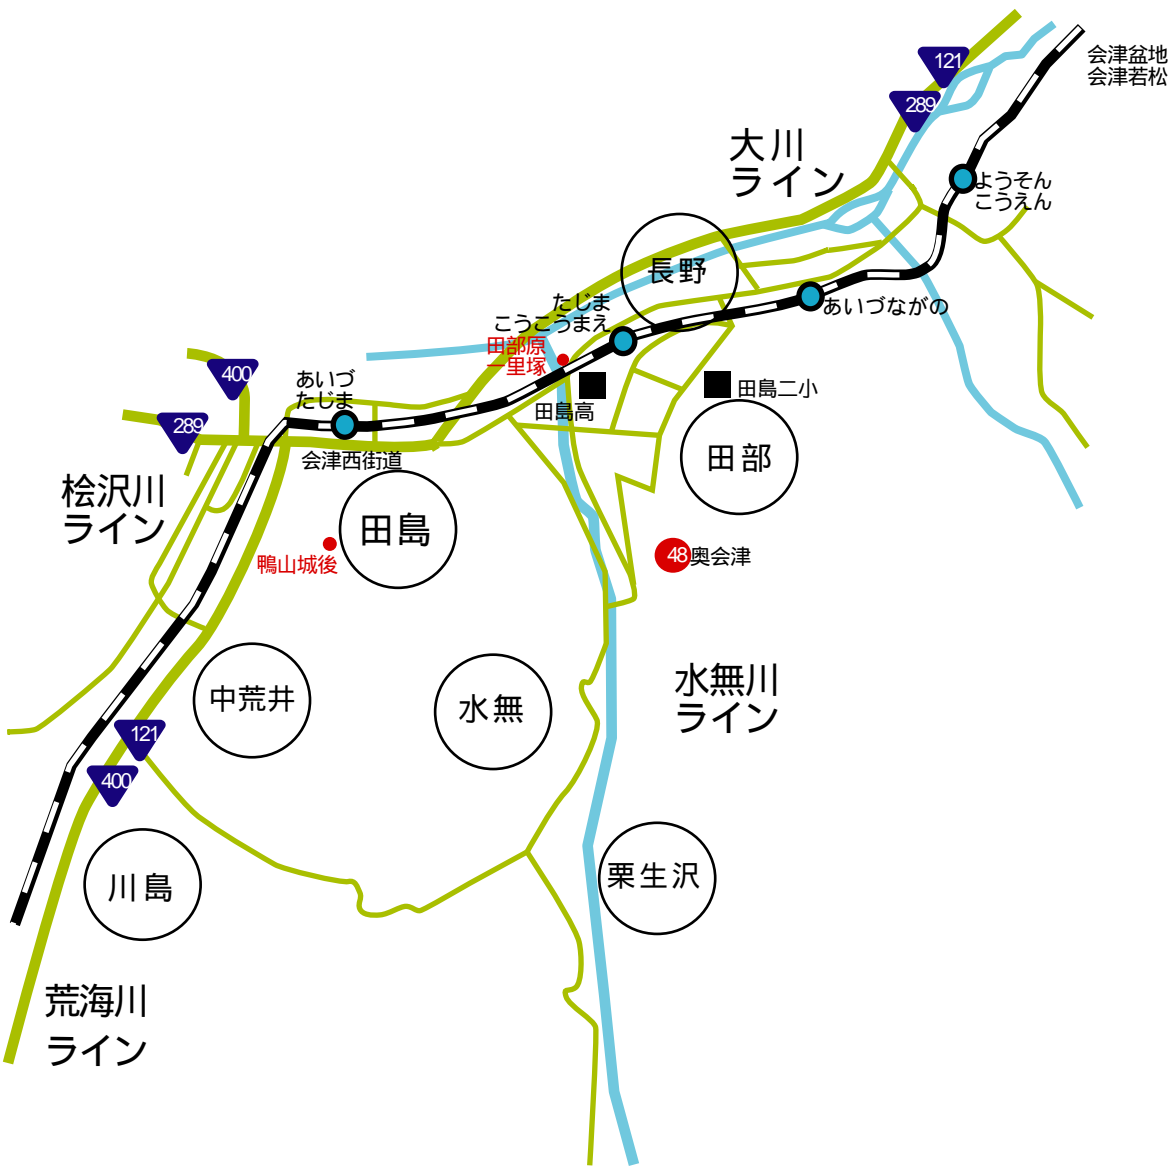 会津盆地
会津若松
121
289
大川
ライン
ようそん
こうえん
長野
たじま
こうこうまえ
あいづながの
田部原
一里塚
400
あいづ
たじま
田島高
田島二小
289
会津西街道
田部
桧沢川
ライン
田島
鴨山城後
48
奥会津
中荒井
水無
水無川
ライン
121
400
川島
栗生沢
荒海川
ライン